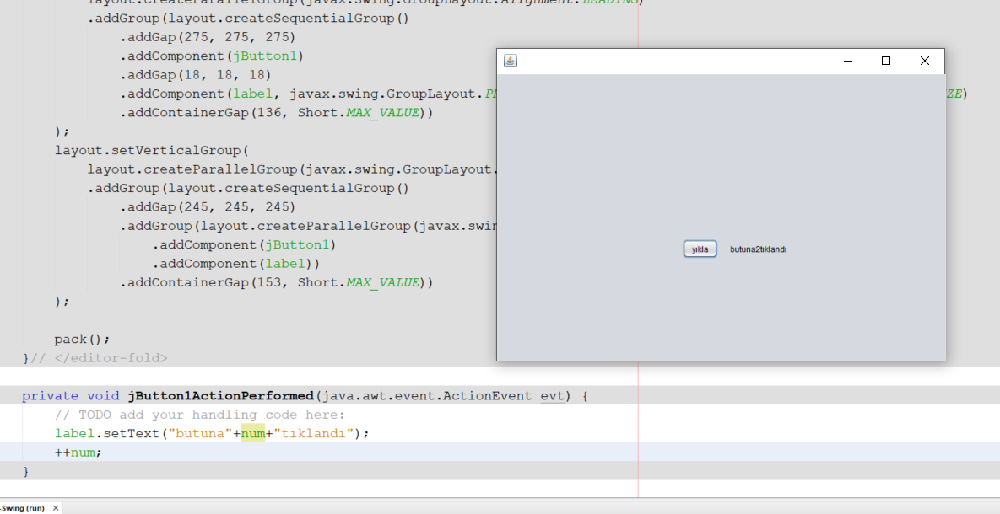 layout.createParallelGroup(javax.swing.GroupLayout.Alignment.LEADING)
.addGroup(layout.createSequentialGroup()
.addGap(275, 275, 275)
.addComponent(jButton1)
.addGap(18, 18, 18)
.addComponent(label, javax.swing.GroupLayout.PR ZE)
.addContainerGap(136, Short.MAX_VALUE))
);
layout.setVerticalGroup(
layout.createParallelGroup(javax.swing.GroupLayout.
.addGroup(layout.createSequentialGroup()
.addGap(245, 245, 245)
.addGroup(layout.createParallelGroup(javax.swin
.addComponent(jButton1)
.addComponent(label))
.addContainerGap(153, Short.MAX_VALUE))
);
pack();
}// </editor-fold>
yıkla butuna2tıklandı
private void jButton1ActionPerformed(java.awt.event.ActionEvent evt) {
// TODO add your handling code here:
label.setText("butuna"+num+"tıklandı");
++num;
}
-Swing (run) ×